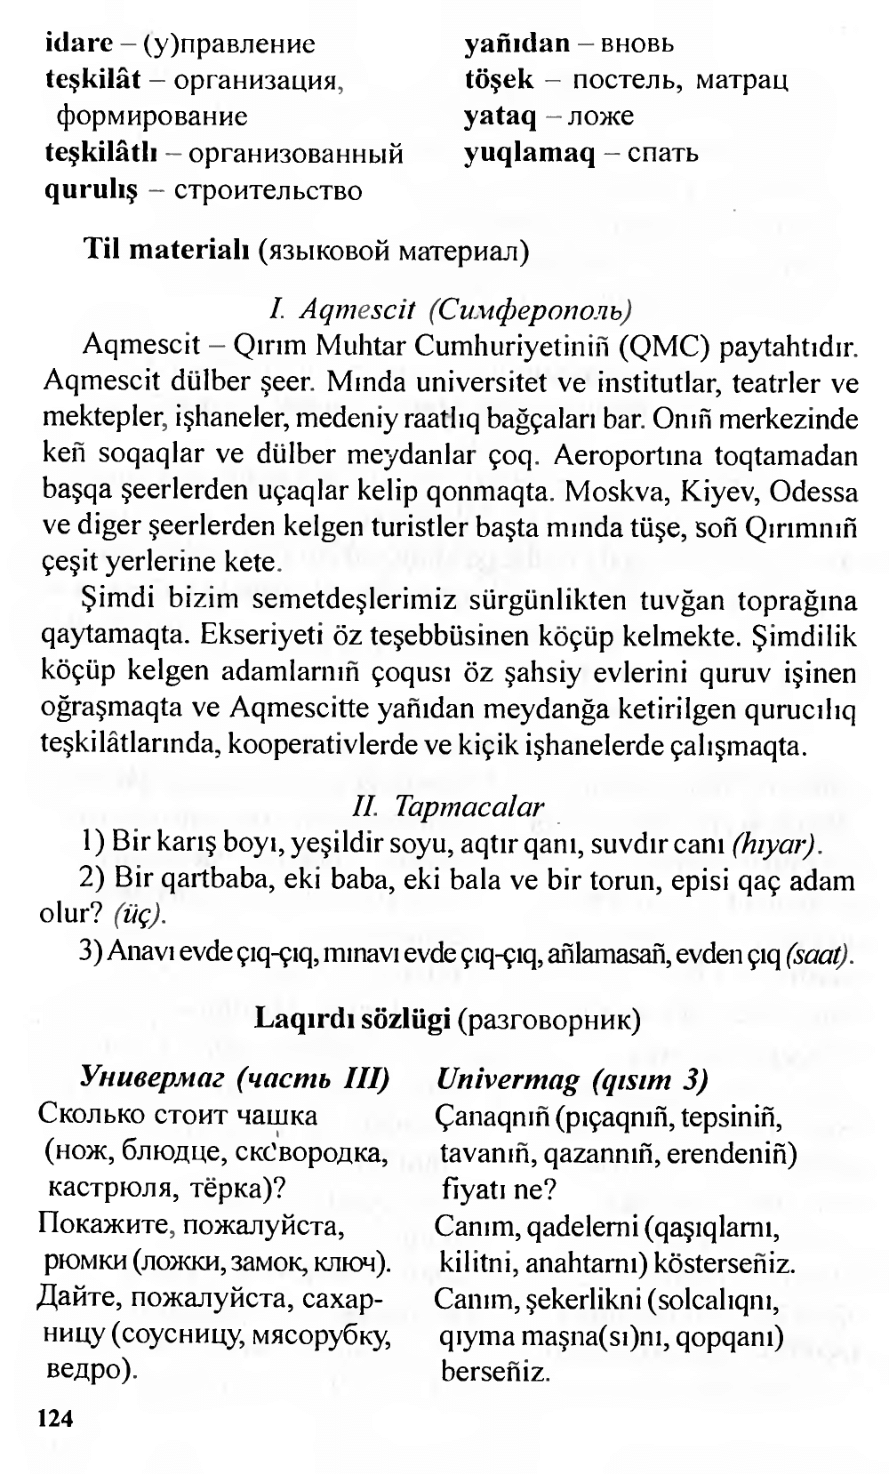 idare – (у)правление
teşkilât – организация,
формирование
teşkilâtlı – организованный
qurulış – строительство
yañıdan – вновь
töşek – постель, матрац
yataq – ложе
yuqlamaq – спать
Til materialı (языковой материал)
I. Aqmescit (Симферополь)
Aqmescit – Qırım Muhtar Cumhuriyetiniñ (QMC) paytahtıdır.
Aqmescit dülber şeer. Mında universitet ve institutlar, teatrler ve
mektepler, işhaneler, medeniy raatlıq bağçaları bar. Onıñ merkezinde
keñ soqaqlar ve dülber meydanlar çoq. Aeroportına toqtamadan
başqa şeerlerden uçaqlar kelip qonmaqta. Moskva, Kiyev, Odessa
ve diger şeerlerden kelgen turistler başta mında tüşe, soñ Qırımnıñ
çeşit yerlerine kete.
Şimdi bizim semetdeşlerimiz sürgünlikten tuvğan toprağına
qaytamaqta. Ekseriyeti öz teşebbüsinen köçüp kelmekte. Şimdilik
köçüp kelgen adamlarnıñ çoqusı öz şahsiy evlerini quruv işinen
oğraşmaqta ve Aqmescitte yañıdan meydanğa ketirilgen qurucılıq
teşkilâtlarında, kooperativlerde ve kiçik işhanelerde çalışmaqta.
II. Tapmacalar
1) Bir karış boyı, yeşildir soyu, aqtır qanı, suvdır canı (hıyar).
2) Bir qartbaba, eki baba, eki bala ve bir torun, episi qaç adam
olur? (üç).
3) Anavı evde çıq-çıq, mınavı evde çıq-çıq, añlamasañ, evden çıq (saat).
Laqırdı sözlügi (разговорник)
Универмаг (часть III)
Сколько стоит чашка
(нож, блюдце, сковородка,
кастрюля, тёрка)?
Покажите, пожалуйста,
рюмки (ложки, замок, ключ).
Дайте, пожалуйста, сахар-
ницу (соусницу, мясорубку,
ведро).
Univermag (qısım 3)
Çanaqnıñ (pıçaqnıñ, tepsiniñ,
tavanıñ, qazannıñ, erendeniñ)
fiyatı ne?
Canım, qadelerni (qaşıqlarnı,
kilitni, anahtarnı) kösterseñiz.
Canım, şekerlikni (solcalıqnı,
qıyma maşna(sı)nı, qopqanı)
berseñiz.
124